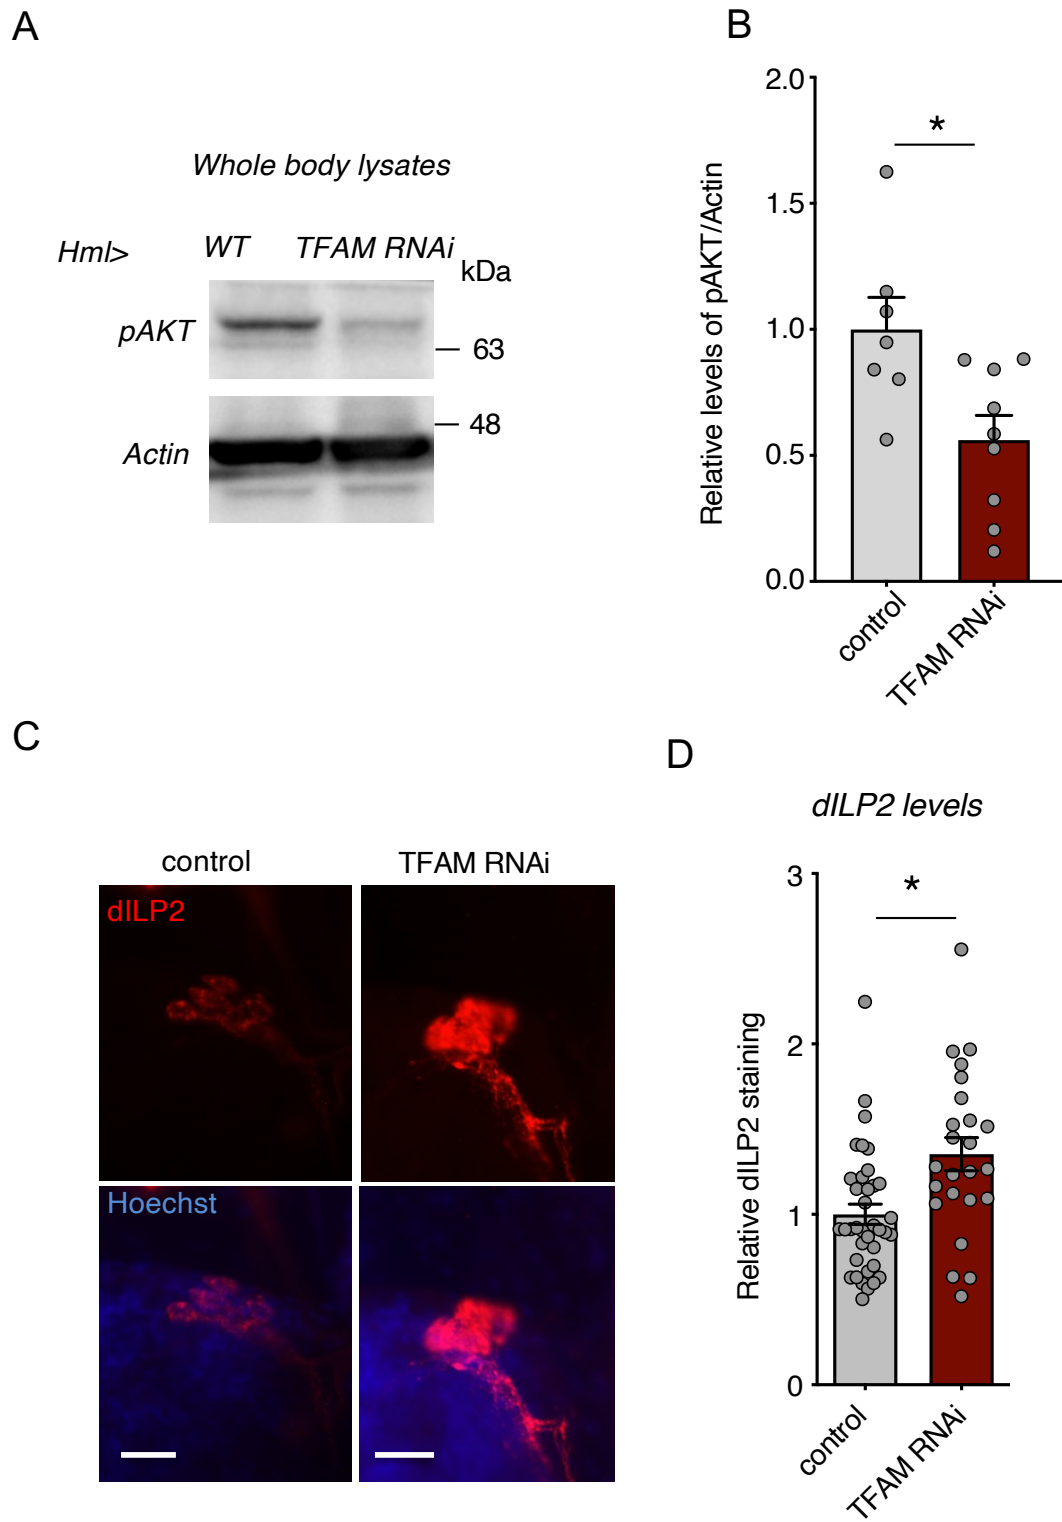 A
Whole body lysates
Hml> WT TFAM RNAi
kDa
pAKT
63
48
Actin
B
2.0
1.5
1.0
0.5
0.0
Relative levels of pAKT/Actin
*
control
TFAM RNAi
C
control TFAM RNAi
dILP2
Hoechst
D
dILP2 levels
3
2
1
0
Relative dILP2 staining
*
control
TFAM RNAi